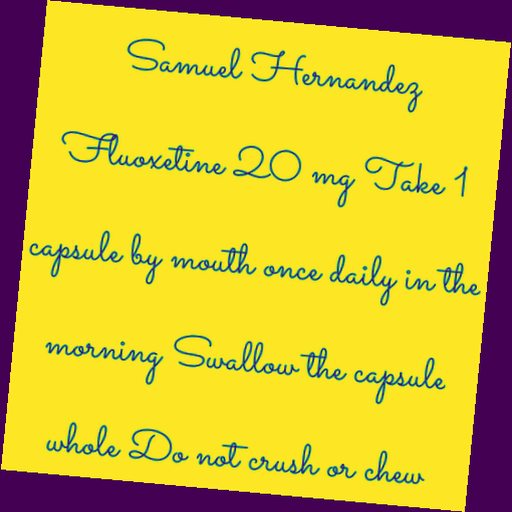 Samuel Hernandez
Fluoxetine 20 mg Take 1
capsule by mouth once daily in the
morning Swallow the capsule
whole Do not crush or chew